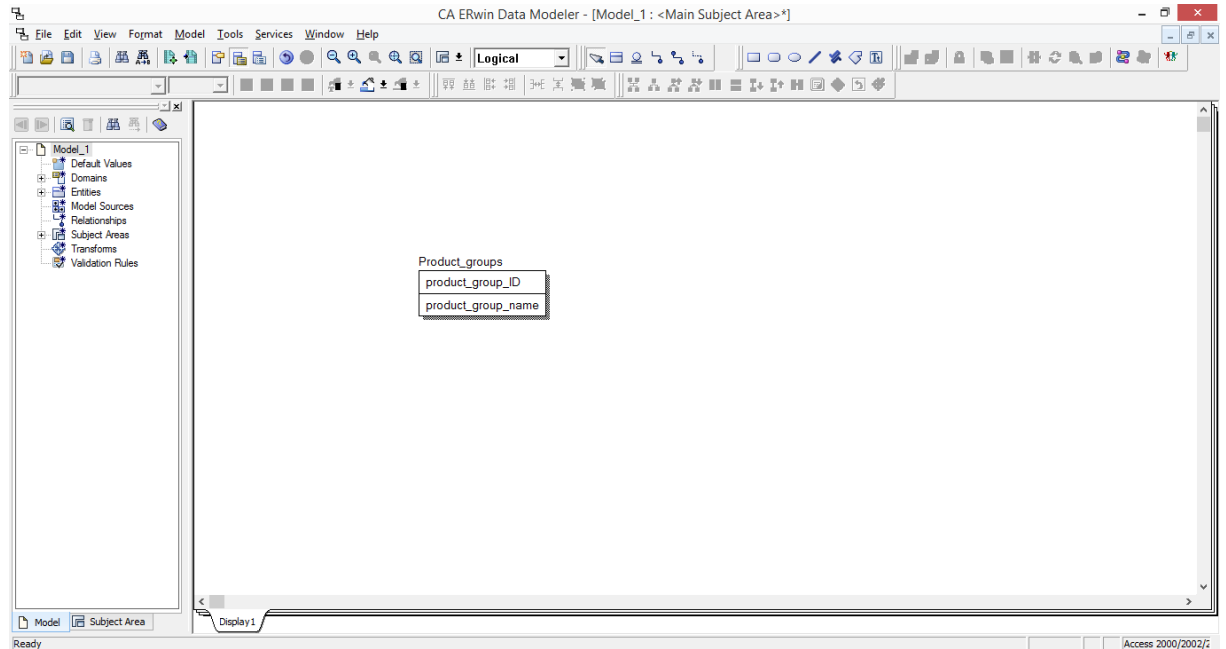 CA ERwin Data Modeler - [Model_1 : <Main Subject Area>*]
File Edit View Format Model Tools Services Window Help
Logical
Model_1
Default Values
Domains
Entities
Model Sources
Relationships
Subject Areas
Transforms
Validation Rules
Product_groups
product_group_ID
product_group_name
Model Subject Area
Display1
Ready
Access 2000/2002/2